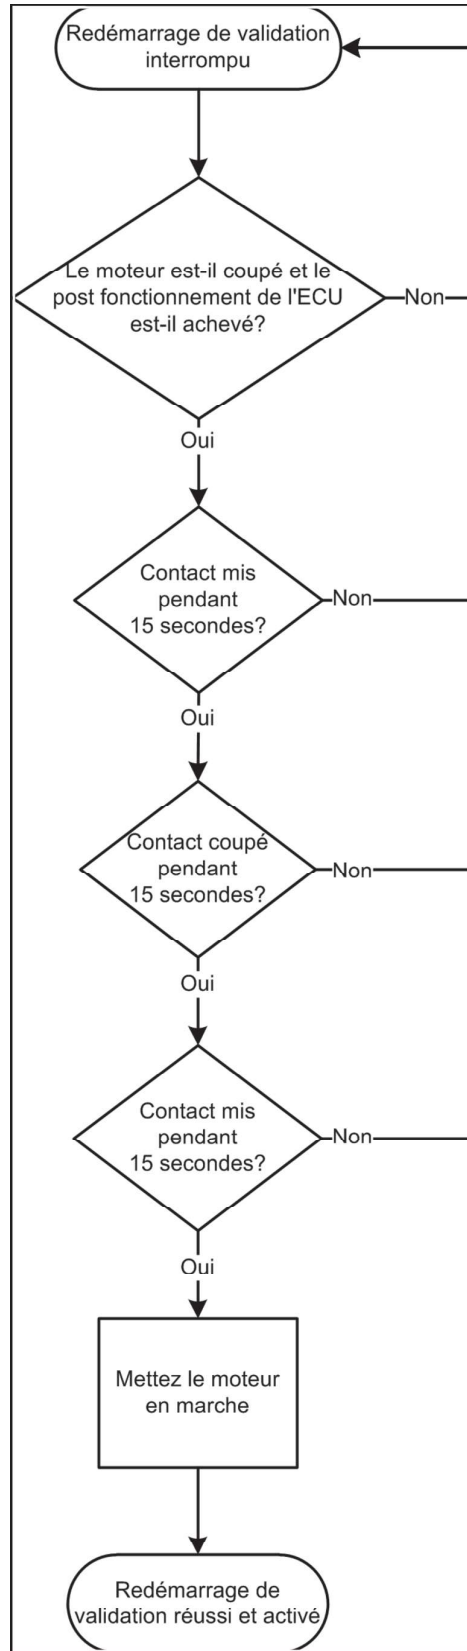 Redémarrage de validation
interrompu
Le moteur est-il coupé et le
post fonctionnement de l'ECU
est-il achevé?
Non
Oui
Contact mis
pendant
15 secondes?
Non
Oui
Contact coupé
pendant
15 secondes?
Non
Oui
Contact mis
pendant
15 secondes?
Non
Oui
Mettez le moteur
en marche
Redémarrage de
validation réussi et activé